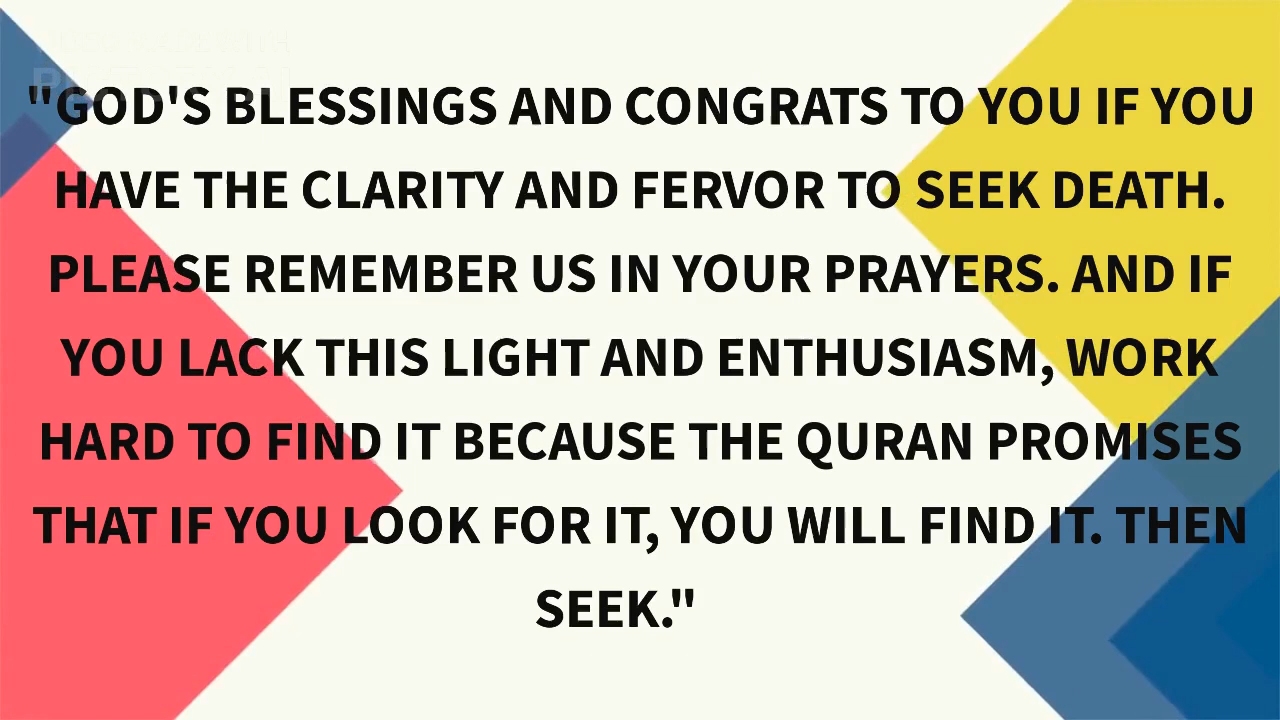 "GOD'S BLESSINGS AND CONGRATS TO YOU IF YOU
HAVE THE CLARITY AND FERVOR TO SEEK DEATH.
PLEASE REMEMBER US IN YOUR PRAYERS. AND IF
YOU LACK THIS LIGHT AND ENTHUSIASM, WORK
HARD TO FIND IT BECAUSE THE QURAN PROMISES
THAT IF YOU LOOK FOR IT, YOU WILL FIND IT. THEN
SEEK."